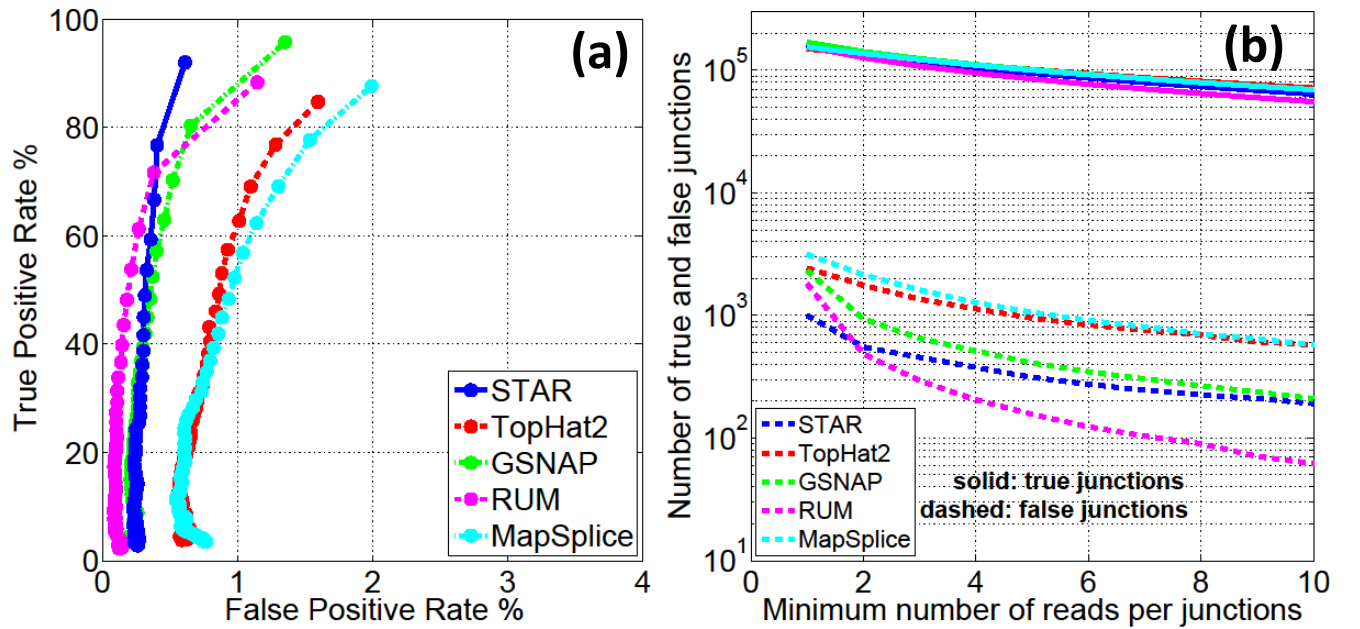 (a)
True Positive Rate %
100
80
60
40
20
0
0
1
2
3
4
False Positive Rate %
STAR
TopHat2
GSNAP
RUM
MapSplice
(b)
Number of true and false junctions
10^5
10^4
10^3
10^2
10^1
0
2
4
6
8
10
Minimum number of reads per junctions
STAR
TopHat2
GSNAP
RUM
MapSplice
solid: true junctions
dashed: false junctions